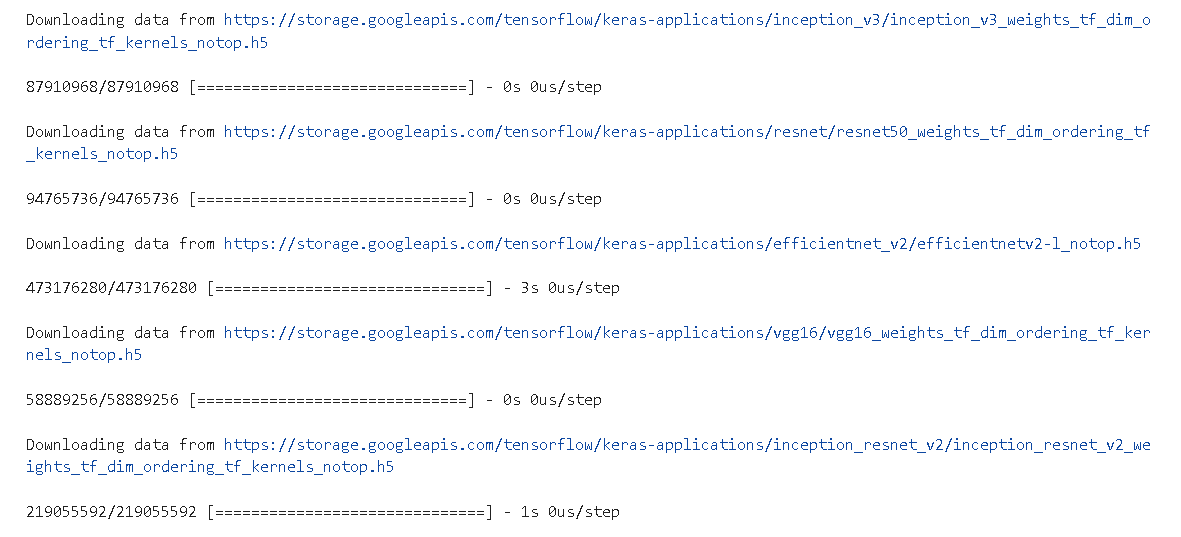 Downloading data from https://storage.googleapis.com/tensorflow/keras-applications/inception_v3/inception_v3_weights_tf_dim_o
rdering_tf_kernels_notop.h5
87910968/87910968 [==============================] - 0s 0us/step
Downloading data from https://storage.googleapis.com/tensorflow/keras-applications/resnet/resnet50_weights_tf_dim_ordering_tf
_kernels_notop.h5
94765736/94765736 [==============================] - 0s 0us/step
Downloading data from https://storage.googleapis.com/tensorflow/keras-applications/efficientnet_v2/efficientnetv2-l_notop.h5
473176280/473176280 [==============================] - 3s 0us/step
Downloading data from https://storage.googleapis.com/tensorflow/keras-applications/vgg16/vgg16_weights_tf_dim_ordering_tf_ker
nels_notop.h5
58889256/58889256 [==============================] - 0s 0us/step
Downloading data from https://storage.googleapis.com/tensorflow/keras-applications/inception_resnet_v2/inception_resnet_v2_we
ights_tf_dim_ordering_tf_kernels_notop.h5
219055592/219055592 [==============================] - 1s 0us/step